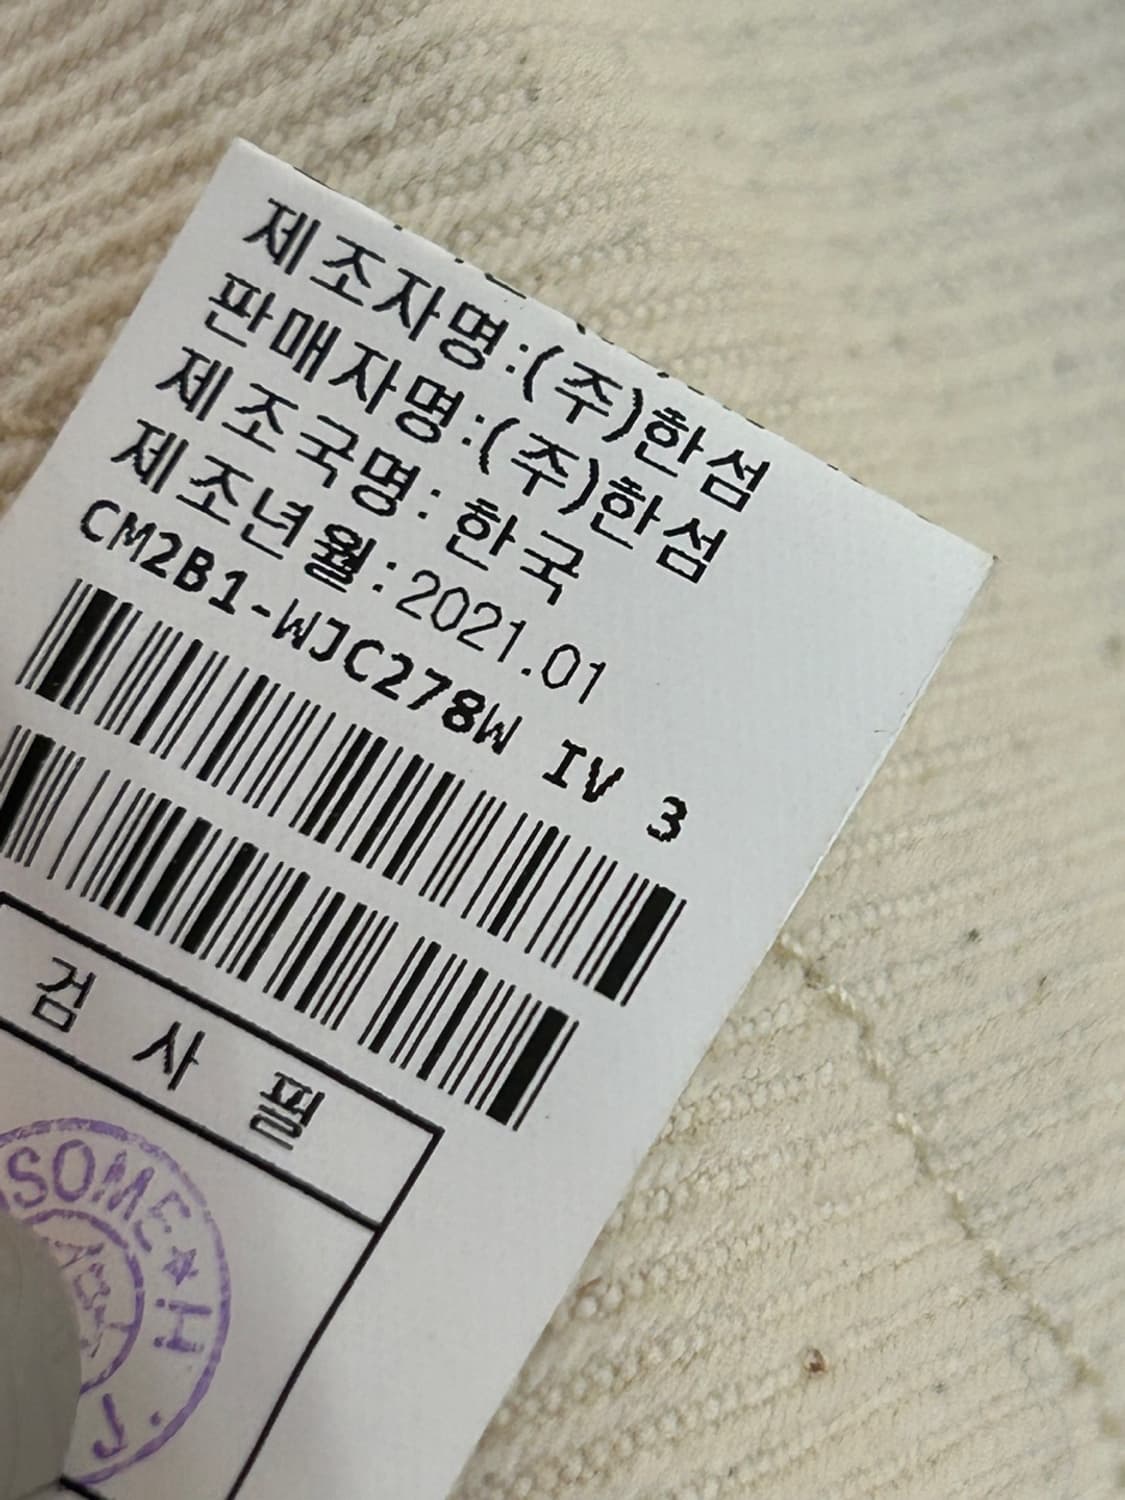 제조자명:(주)한섬
판매자명:(주)한섬
제조국명: 한국
제조년월:2021.01
CM2B1-WJC278W IV 3
검 사 필
SOME★H